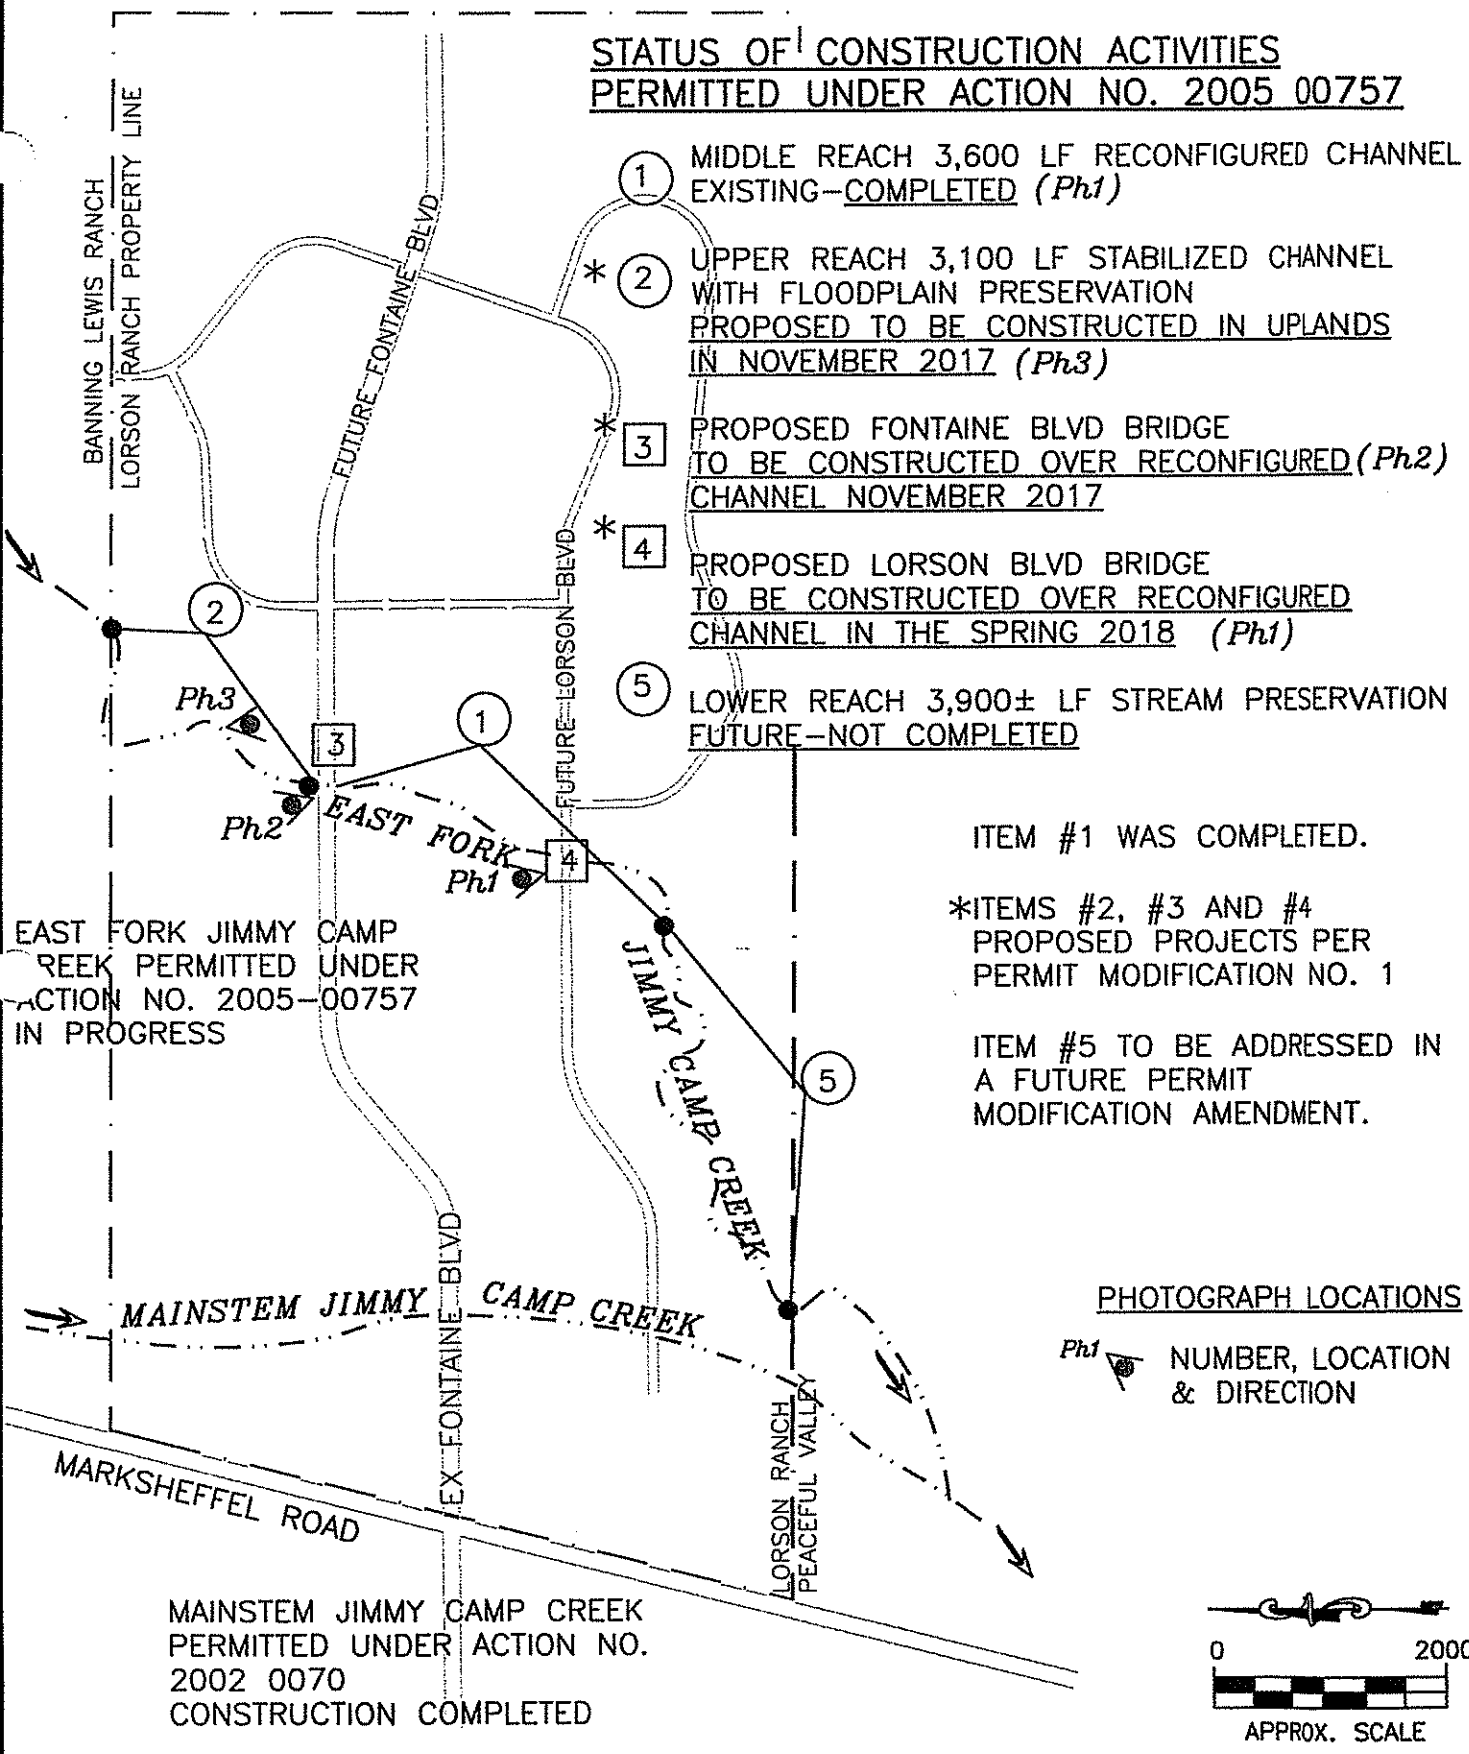 STATUS OF CONSTRUCTION ACTIVITIES
PERMITTED UNDER ACTION NO. 2005 00757
1 MIDDLE REACH 3,600 LF RECONFIGURED CHANNEL
EXISTING-COMPLETED (Ph1)
* 2 UPPER REACH 3,100 LF STABILIZED CHANNEL
WITH FLOODPLAIN PRESERVATION
PROPOSED TO BE CONSTRUCTED IN UPLANDS
IN NOVEMBER 2017 (Ph3)
* 3 PROPOSED FONTAINE BLVD BRIDGE
TO BE CONSTRUCTED OVER RECONFIGURED (Ph2)
CHANNEL NOVEMBER 2017
* 4 PROPOSED LORSON BLVD BRIDGE
TO BE CONSTRUCTED OVER RECONFIGURED
CHANNEL IN THE SPRING 2018 (Ph1)
5 LOWER REACH 3,900± LF STREAM PRESERVATION
FUTURE-NOT COMPLETED
ITEM #1 WAS COMPLETED.
*ITEMS #2, #3 AND #4
PROPOSED PROJECTS PER
PERMIT MODIFICATION NO. 1
ITEM #5 TO BE ADDRESSED IN
A FUTURE PERMIT
MODIFICATION AMENDMENT.
BANNING LEWIS RANCH
LORSON RANCH PROPERTY LINE
FUTURE FONTAINE BLVD
FUTURE FONTAINE BLVD
FUTURE LORSON BLVD
FUTURE LORSON BLVD
2
Ph3
3
1
Ph2
EAST FORK
Ph1
4
JIMMY CAMP CREEK
5
EAST FORK JIMMY CAMP
REEK PERMITTED UNDER
ACTION NO. 2005-00757
IN PROGRESS
MAINSTEM JIMMY CAMP CREEK
EX FONTAINE BLVD
MARKSHEFFEL ROAD
LORSON RANCH
PEACEFUL VALLEY
PHOTOGRAPH LOCATIONS
Ph1 NUMBER, LOCATION
& DIRECTION
MAINSTEM JIMMY CAMP CREEK
PERMITTED UNDER ACTION NO.
2002 0070
CONSTRUCTION COMPLETED
0 2000
APPROX. SCALE